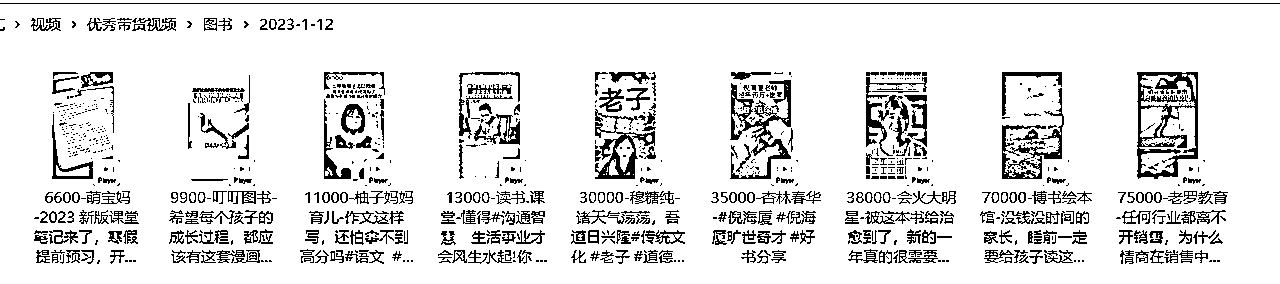 视频 › 优秀带货视频 › 图书 › 2023-1-12
老子
Player
Player
Player
Player
Player
Player
Player
Player
Player
6600-萌宝妈
-2023 新版课堂
笔记来了，寒假
提前预习，开...
9900-叮叮图书-
希望每个孩子的
成长过程，都应
该有这套漫画...
11000-柚子妈妈
育儿-作文这样
写，还怕拿不到
高分吗#语文 #...
13000-读书.课
堂-懂得#沟通智
慧 生活事业才
会风生水起!你 ...
30000-穆糖纯-
诸天气荡荡，吾
道日兴隆#传统文
化 #老子 #道德...
35000-杏林春华
-#倪海厦 #倪海
厦旷世奇才 #好
书分享
38000-会火大明
星-被这本书给治
愈到了，新的一
年真的很需要...
70000-博书绘本
馆-没钱没时间的
家长，睡前一定
要给孩子读这...
75000-老罗教育
-任何行业都离不
开销售，为什么
情商在销售中...